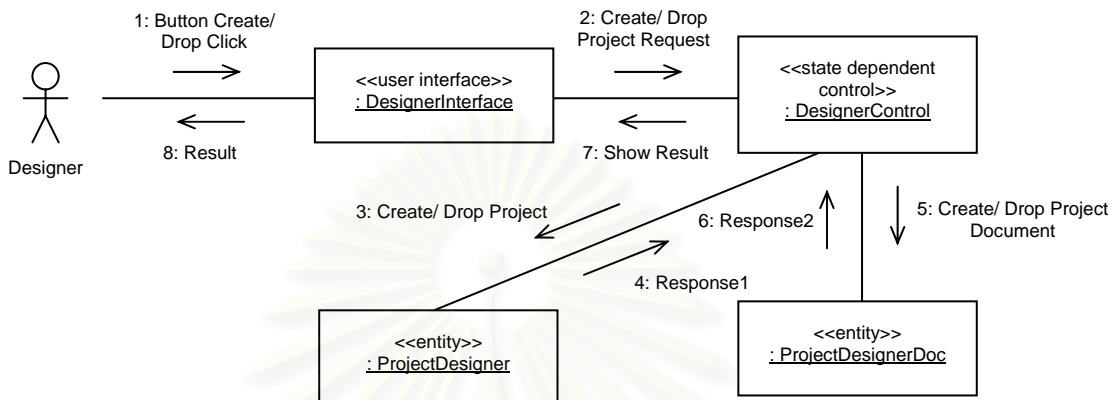 1: Button Create/
Drop Click
2: Create/ Drop
Project Request
<<user interface>>
: DesignerInterface
<<state dependent
control>>
: DesignerControl
Designer
8: Result
7: Show Result
3: Create/ Drop Project
6: Response2
5: Create/ Drop Project
Document
4: Response1
<<entity>>
: ProjectDesigner
<<entity>>
: ProjectDesignerDoc